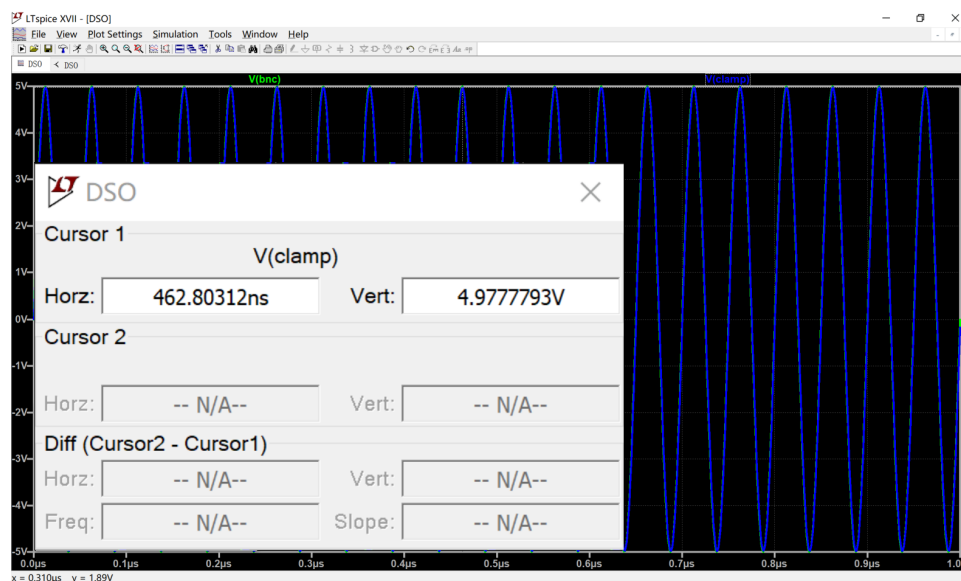 LTspice XVII - [DSO]
File View Plot Settings Simulation Tools Window Help
DSO DSO
V(bnc) V(clamp)
5V
4V
3V
2V
1V
0V
-1V
-2V
-3V
-4V
-5V
DSO
Cursor 1
V(clamp)
Horz: 462.80312ns Vert: 4.9777793V
Cursor 2
Horz: -- N/A-- Vert: -- N/A--
Diff (Cursor2 - Cursor1)
Horz: -- N/A-- Vert: -- N/A--
Freq: -- N/A-- Slope: -- N/A--
0.0µs 0.1µs 0.2µs 0.3µs 0.4µs 0.5µs 0.6µs 0.7µs 0.8µs 0.9µs 1.0
x = 0.310µs y = 1.89V